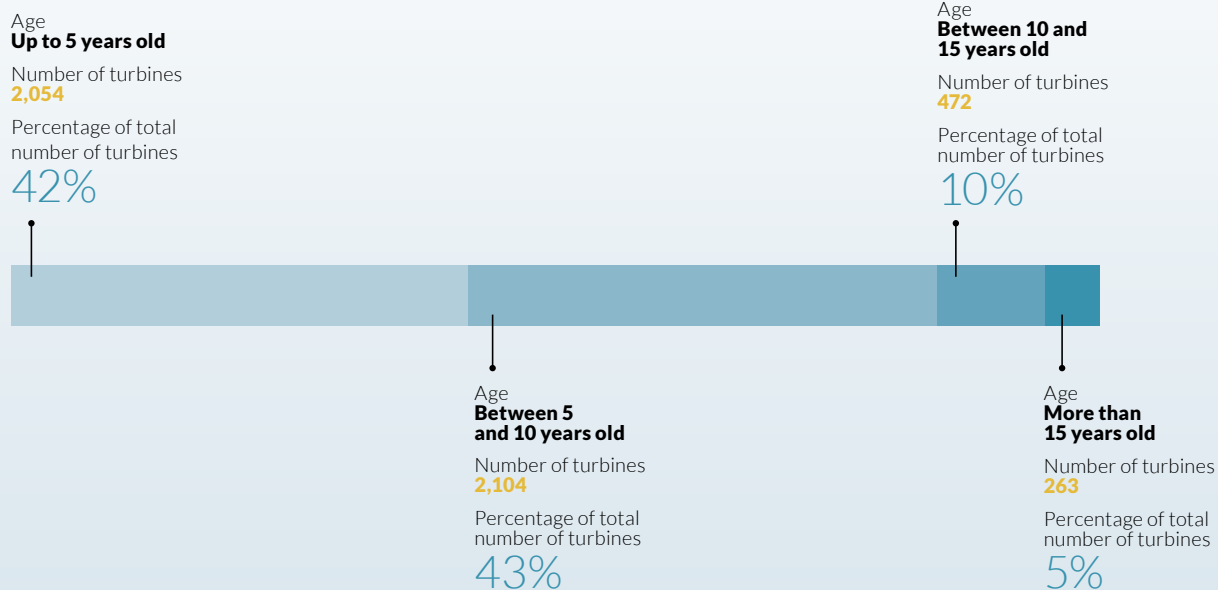 Age
Up to 5 years old
Number of turbines
2,054
Percentage of total
number of turbines
42%
Age
Between 10 and
15 years old
Number of turbines
472
Percentage of total
number of turbines
10%
Age
Between 5
and 10 years old
Number of turbines
2,104
Percentage of total
number of turbines
43%
Age
More than
15 years old
Number of turbines
263
Percentage of total
number of turbines
5%